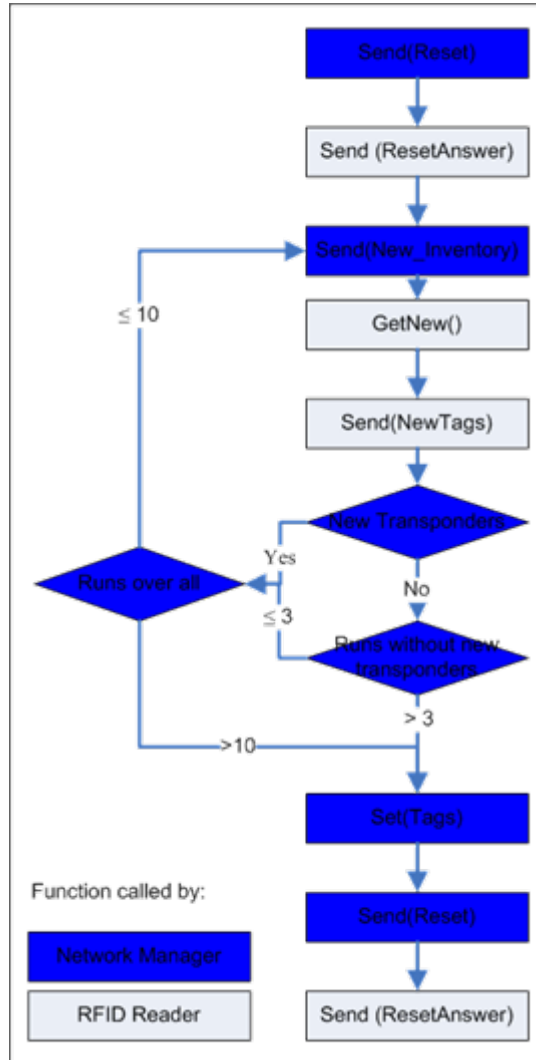 Send(Reset)
Send (ResetAnswer)
Send(New_Inventory)
≤ 10
GetNew()
Send(NewTags)
New Transponders
Yes
Runs over all
No
≤ 3
Runs without new
transponders
> 3
>10
Set(Tags)
Function called by:
Send(Reset)
Network Manager
RFID Reader
Send (ResetAnswer)